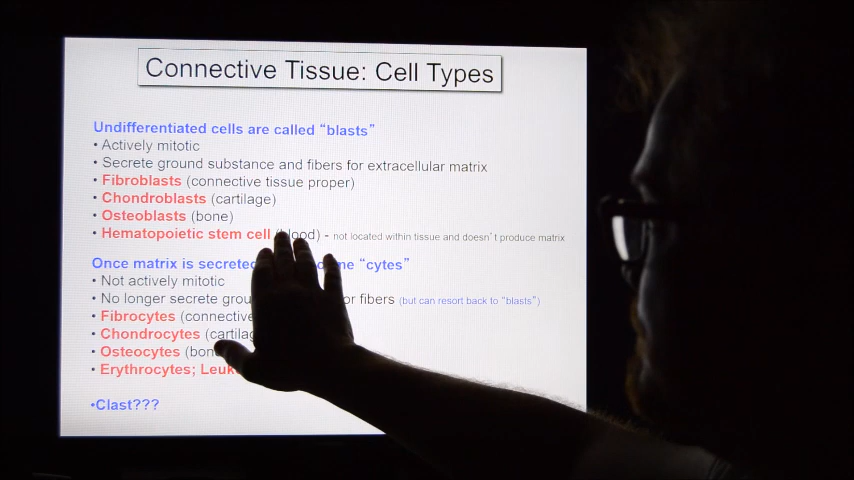 Connective Tissue: Cell Types
Undifferentiated cells are called “blasts”
• Actively mitotic
• Secrete ground substance and fibers for extracellular matrix
• Fibroblasts (connective tissue proper)
• Chondroblasts (cartilage)
• Osteoblasts (bone)
• Hematopoietic stem cell (blood) - not located within tissue and doesn’t produce matrix
Once matrix is secreted “cytes”
• Not actively mitotic
• No longer secrete or fibers (but can resort back to “blasts”)
• Fibrocytes (connective
• Chondrocytes
• Osteocytes
• Erythrocytes;
•Clast???